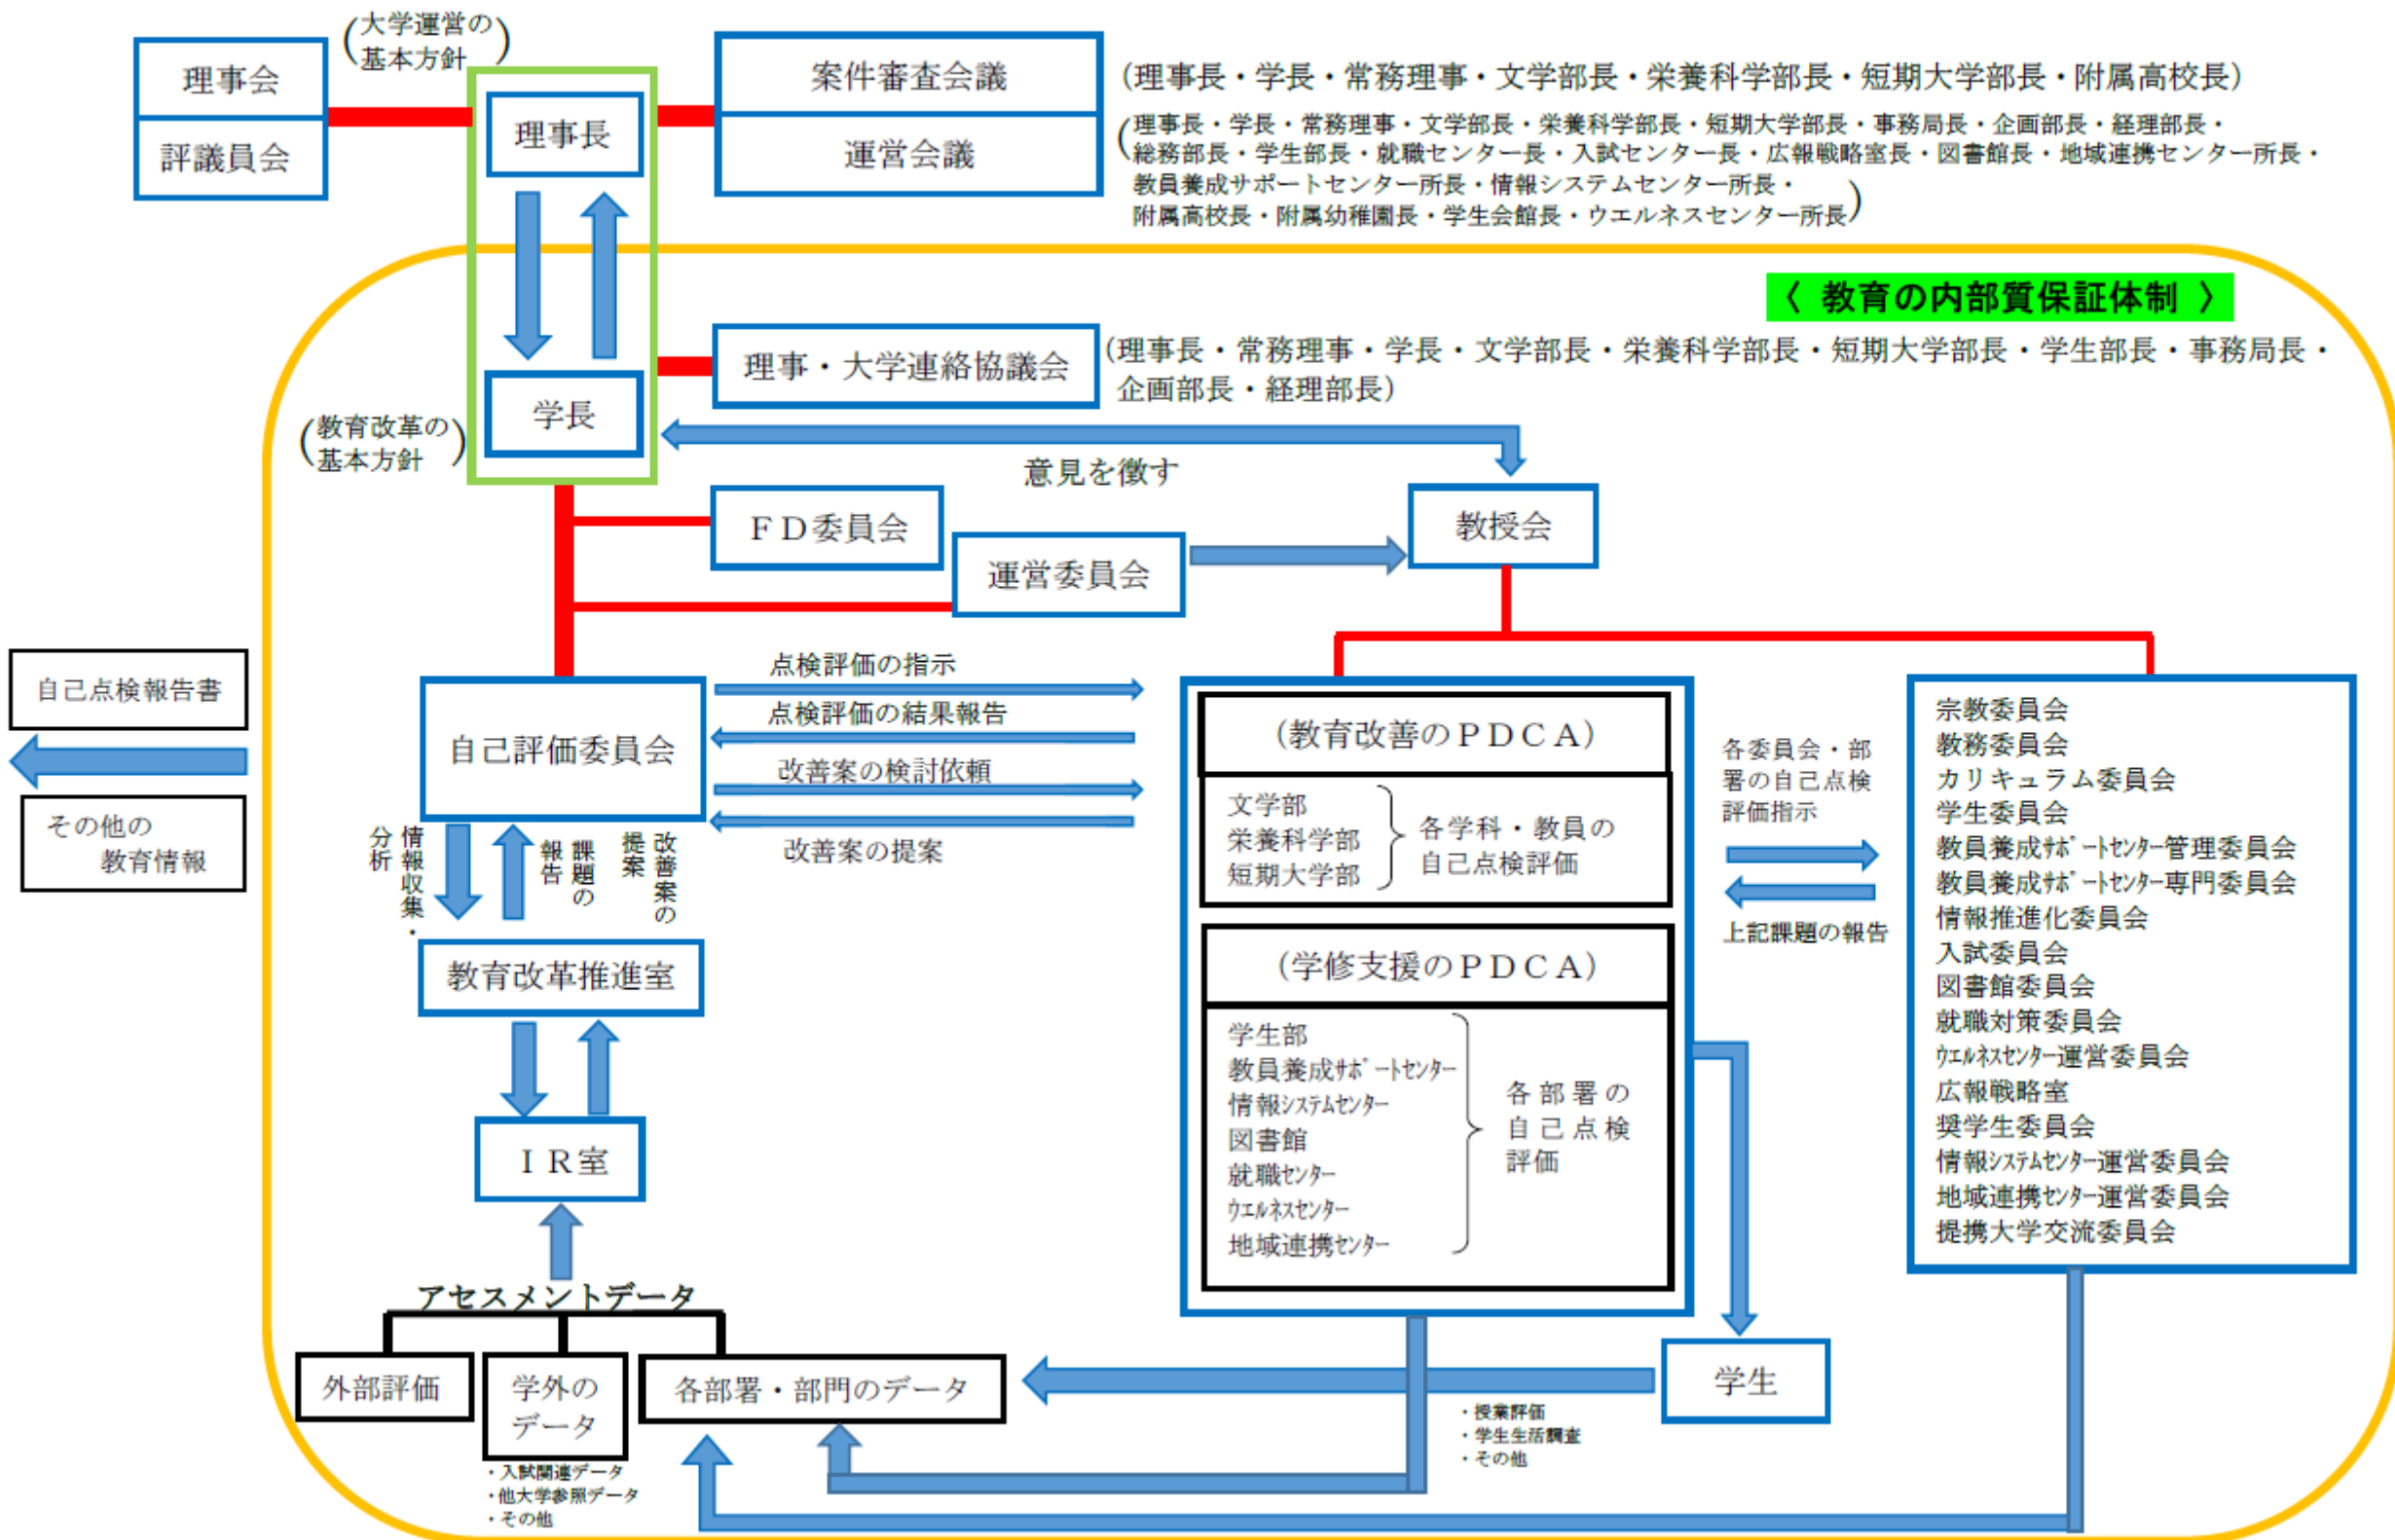 (大学運営の
基本方針)
理事会
評議員会
理事長
案件審査会議
運営会議
(理事長・学長・常務理事・文学部長・栄養科学部長・短期大学部長・附属高校長)
(理事長・学長・常務理事・文学部長・栄養科学部長・短期大学部長・事務局長・企画部長・経理部長・
総務部長・学生部長・就職センター長・入試センター長・広報戦略室長・図書館長・地域連携センター所長・
教員養成サポートセンター所長・情報システムセンター所長・
附属高校長・附属幼稚園長・学生会館長・ウエルネスセンター所長)
〈 教育の内部質保証体制 〉
理事・大学連絡協議会
(理事長・常務理事・学長・文学部長・栄養科学部長・短期大学部長・学生部長・事務局長・
企画部長・経理部長)
学長
(教育改革の
基本方針)
意見を徴す
FD委員会
運営委員会
教授会
自己点検報告書
その他の
教育情報
自己評価委員会
点検評価の指示
点検評価の結果報告
改善案の検討依頼
改善案の提案
情報収集・
分析
課題の
報告
改善案の
提案
教育改革推進室
IR室
アセスメントデータ
外部評価
学外の
データ
各部署・部門のデータ
・入試関連データ
・他大学参照データ
・その他
(教育改善のPDCA)
文学部
栄養科学部
短期大学部
各学科・教員の
自己点検評価
(学修支援のPDCA)
学生部
教員養成ｻﾎﾟｰﾄｾﾝﾀｰ
情報ｼｽﾃﾑｾﾝﾀｰ
図書館
就職ｾﾝﾀｰ
ｳｴﾙﾈｽｾﾝﾀｰ
地域連携ｾﾝﾀｰ
各部署の
自己点検
評価
各委員会・部
署の自己点検
評価指示
上記課題の報告
宗教委員会
教務委員会
カリキュラム委員会
学生委員会
教員養成ｻﾎﾟｰﾄｾﾝﾀｰ管理委員会
教員養成ｻﾎﾟｰﾄｾﾝﾀｰ専門委員会
情報推進化委員会
入試委員会
図書館委員会
就職対策委員会
ｳｴﾙﾈｽｾﾝﾀｰ運営委員会
広報戦略室
奨学生委員会
情報ｼｽﾃﾑｾﾝﾀｰ運営委員会
地域連携ｾﾝﾀｰ運営委員会
提携大学交流委員会
学生
・授業評価
・学生生活調査
・その他